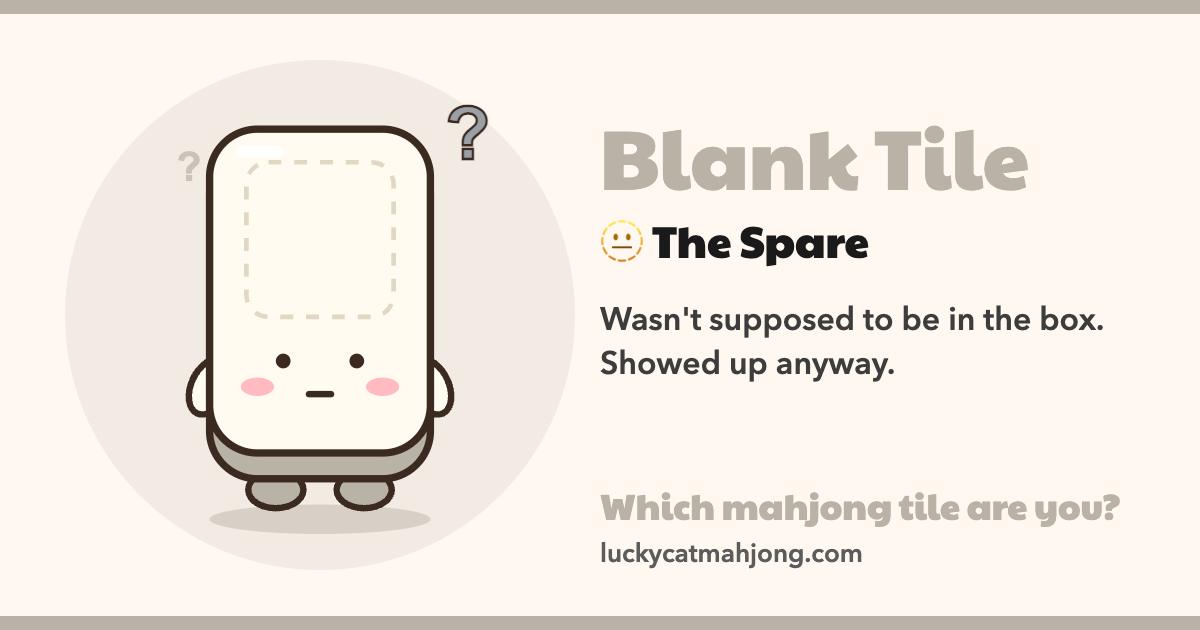 ?
?
Blank Tile
The Spare
Wasn't supposed to be in the box.
Showed up anyway.
Which mahjong tile are you?
luckycatmahjong.com